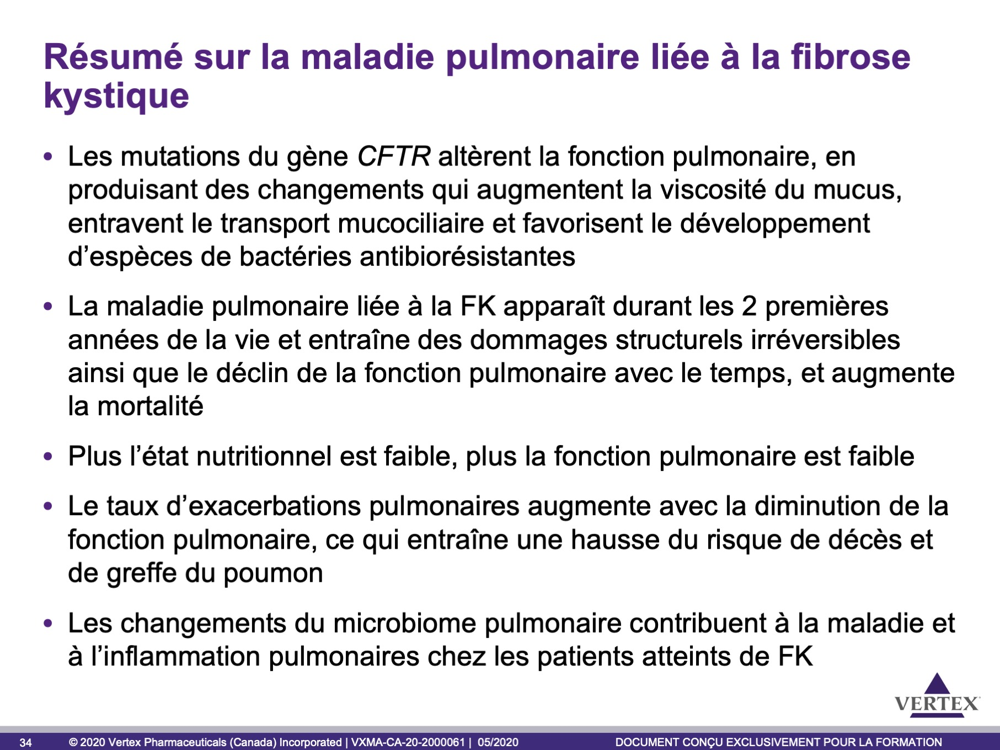 Résumé sur la maladie pulmonaire liée à la fibrose
kystique
• Les mutations du gène CFTR altèrent la fonction pulmonaire, en
produisant des changements qui augmentent la viscosité du mucus,
entravent le transport mucociliaire et favorisent le développement
d’espèces de bactéries antibiorésistantes
• La maladie pulmonaire liée à la FK apparaît durant les 2 premières
années de la vie et entraîne des dommages structurels irréversibles
ainsi que le déclin de la fonction pulmonaire avec le temps, et augmente
la mortalité
• Plus l’état nutritionnel est faible, plus la fonction pulmonaire est faible
• Le taux d’exacerbations pulmonaires augmente avec la diminution de la
fonction pulmonaire, ce qui entraîne une hausse du risque de décès et
de greffe du poumon
• Les changements du microbiome pulmonaire contribuent à la maladie et
à l’inflammation pulmonaires chez les patients atteints de FK
VERTEX
34 © 2020 Vertex Pharmaceuticals (Canada) Incorporated | VXMA-CA-20-2000061 | 05/2020 DOCUMENT CONÇU EXCLUSIVEMENT POUR LA FORMATION